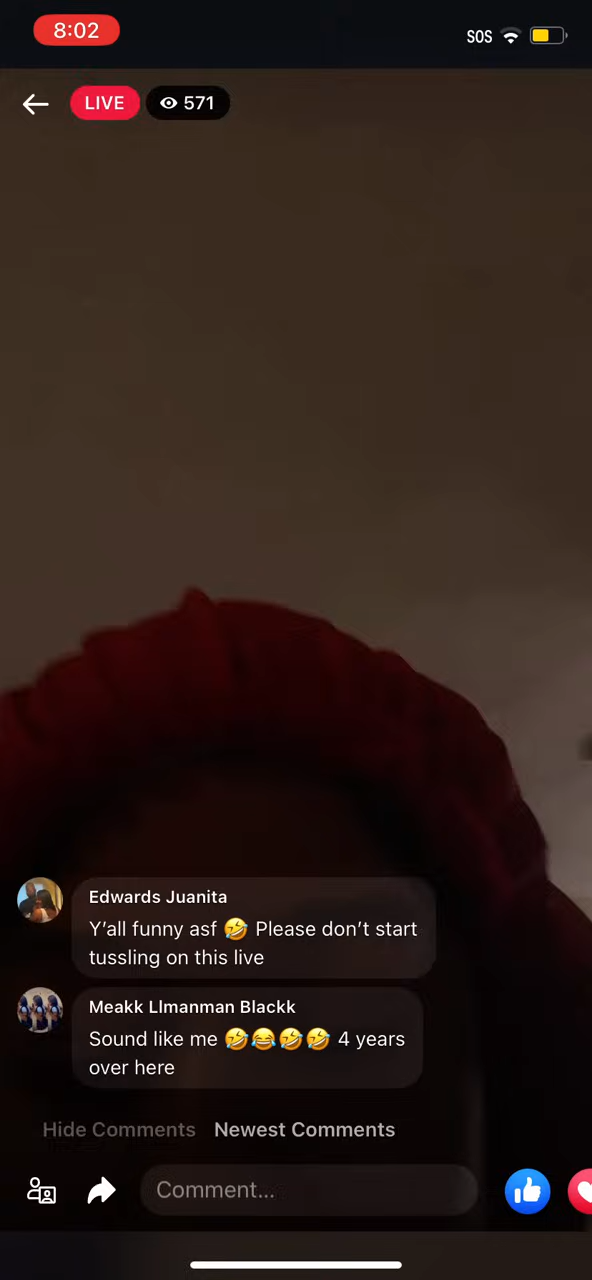 8:02
SOS
LIVE
571
Edwards Juanita
Y’all funny asf 🤣 Please don’t start
tussling on this live
Meakk Llmanman Blackk
Sound like me 🤣😂🤣🤣 4 years
over here
Hide Comments
Newest Comments
Comment...